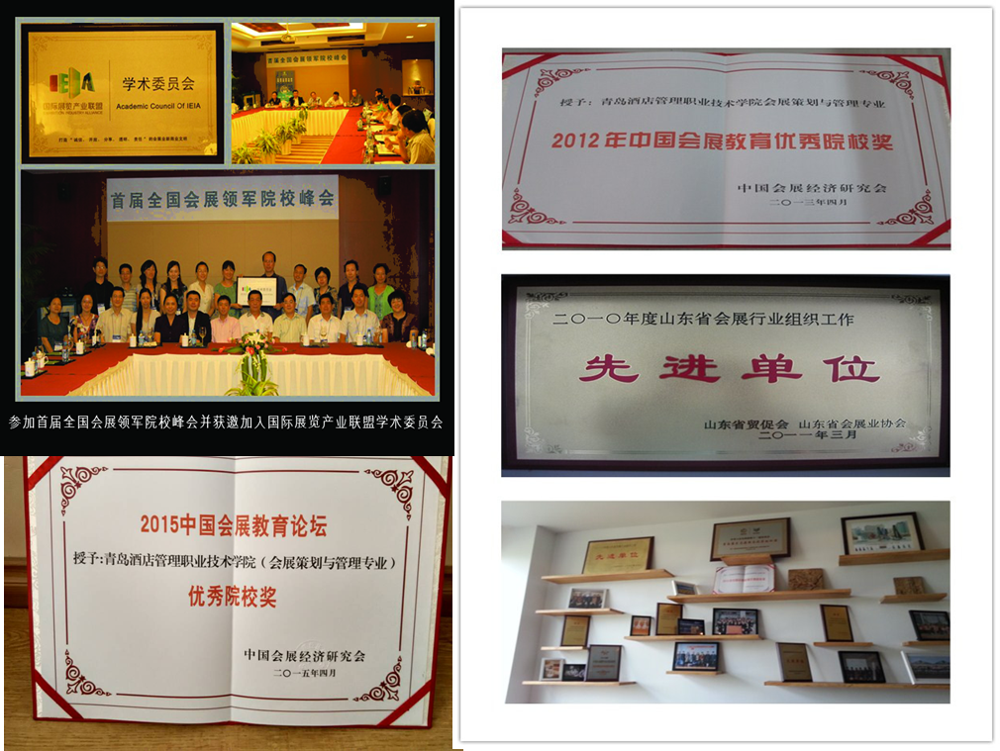 IEIA
国际展览产业联盟
学术委员会
Academic Council Of IEIA
首届全国会展领军院校峰会
首届全国会展领军院校峰会
参加首届全国会展领军院校峰会并获邀加入国际展览产业联盟学术委员会
2015中国会展教育论坛
授予:青岛酒店管理职业技术学院(会展策划与管理专业)
优秀院校奖
中国会展经济研究会
二〇一五年四月
授予:青岛酒店管理职业技术学院会展策划与管理专业
2012年中国会展教育优秀院校奖
中国会展经济研究会
二〇一三年四月
二〇一〇年度山东省会展行业组织工作
先进单位
山东省贸促会 山东省会展业协会
二〇一一年三月
先进单位